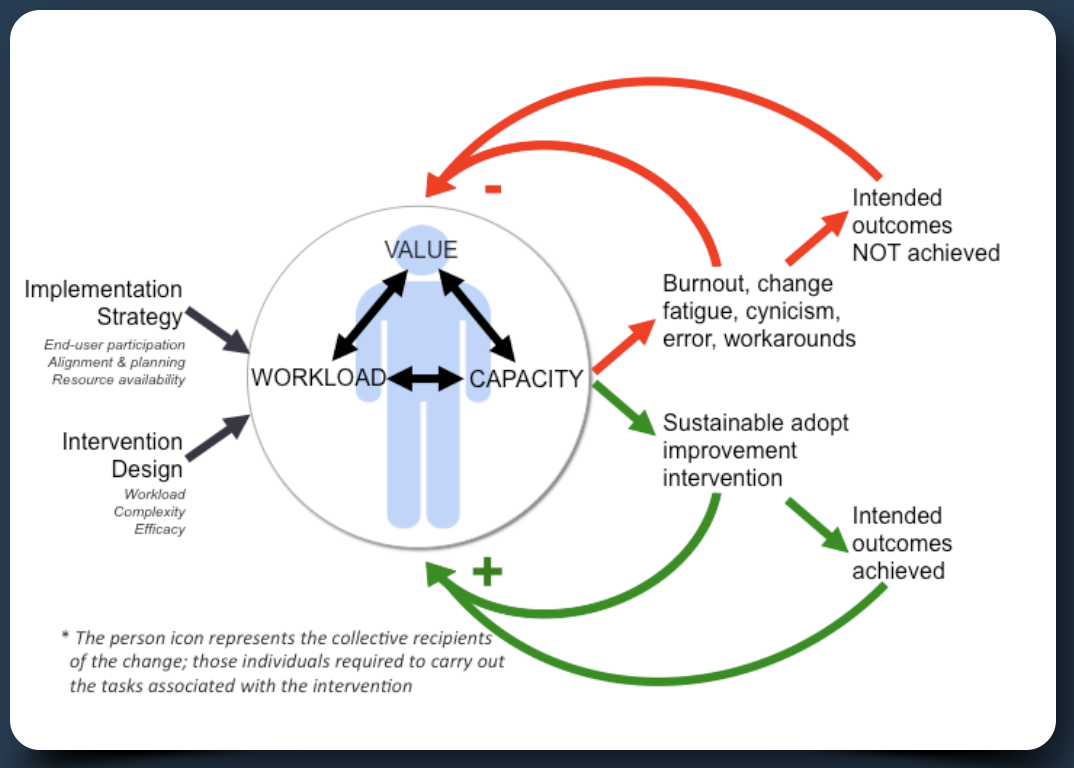 Implementation
Strategy
End-user participation
Alignment & planning
Resource availability
Intervention
Design
Workload
Complexity
Efficacy
VALUE
WORKLOAD
CAPACITY
-
+
Burnout, change
fatigue, cynicism,
error, workarounds
Intended
outcomes
NOT achieved
Sustainable adopt
improvement
intervention
Intended
outcomes
achieved
* The person icon represents the collective recipients
of the change; those individuals required to carry out
the tasks associated with the intervention